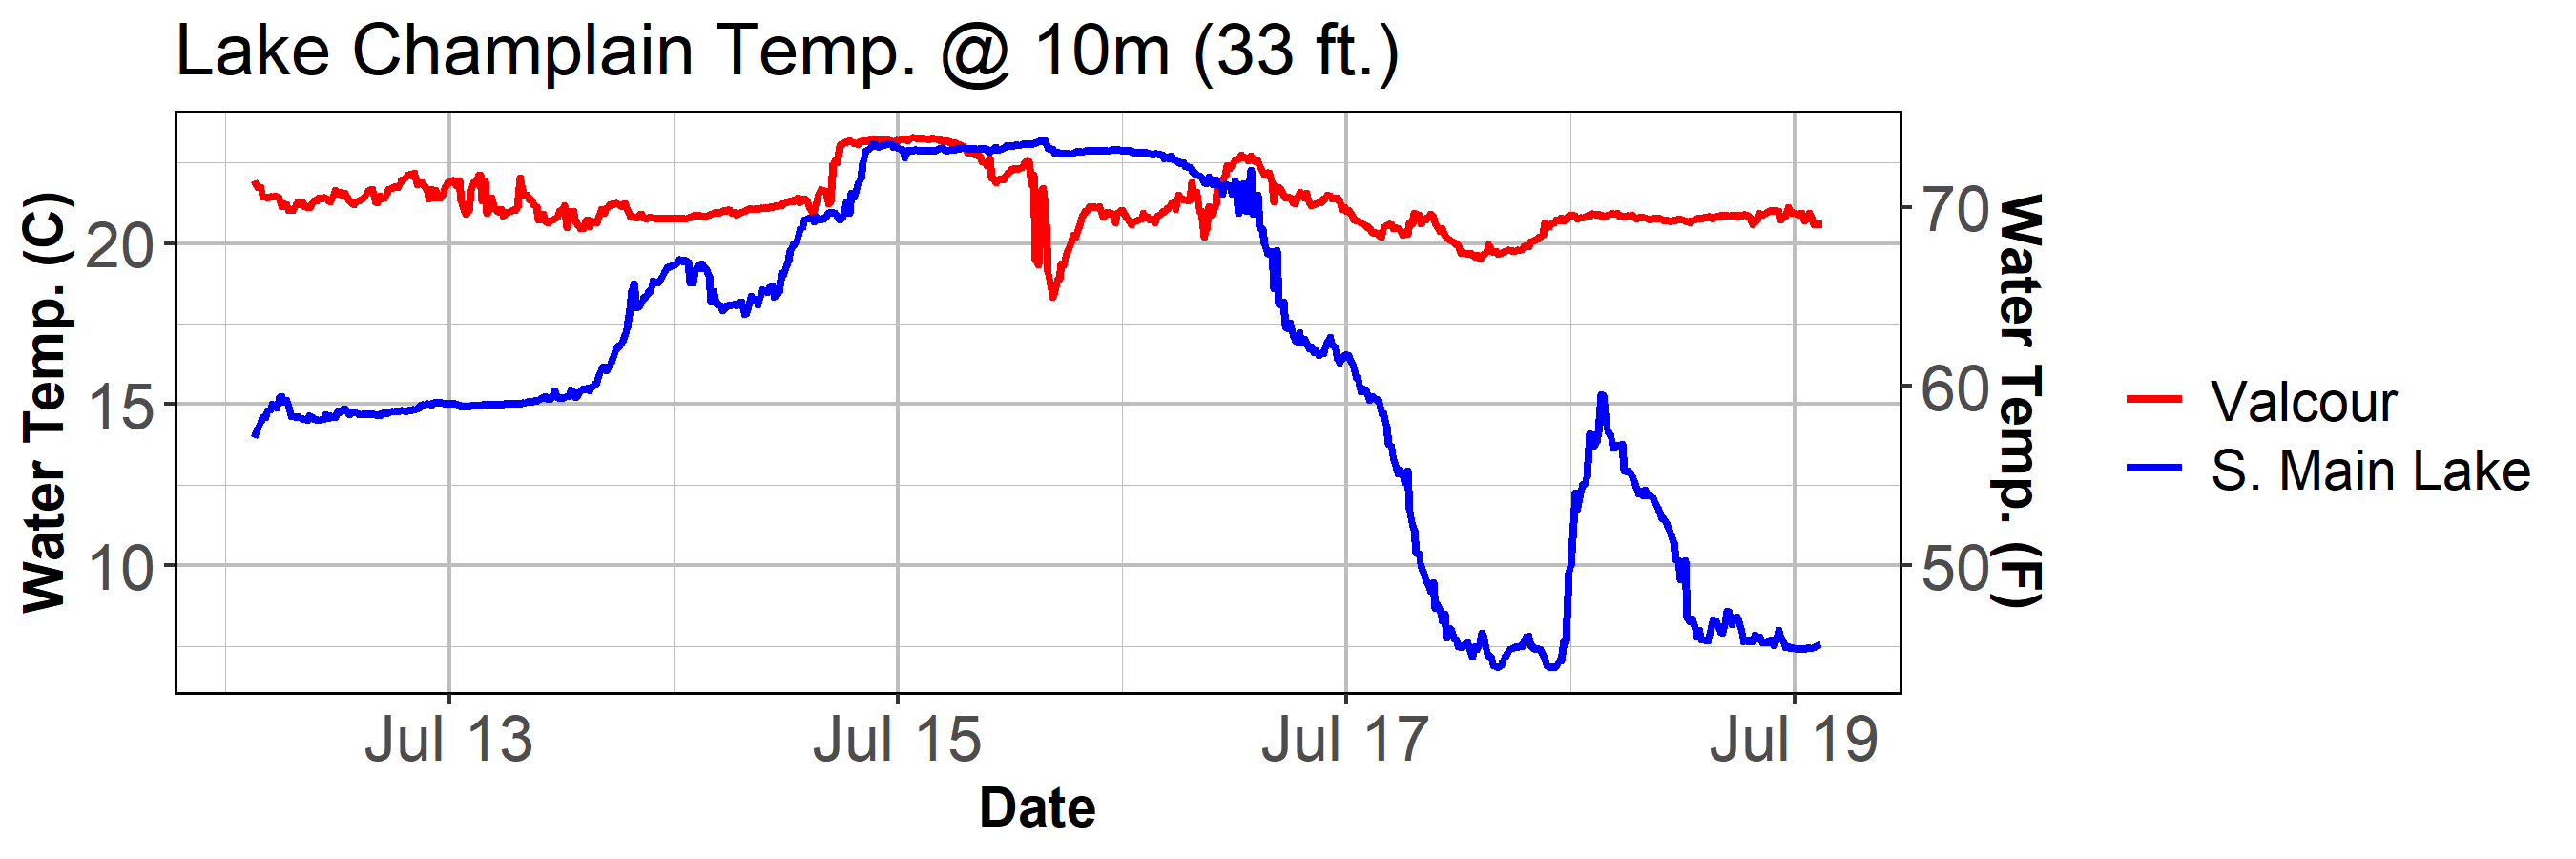 Lake Champlain Temp. @ 10m (33 ft.)
Water Temp. (C)
20
15
10
70
60
50
Water Temp. (F)
Jul 13
Jul 15
Jul 17
Jul 19
Date
Valcour
S. Main Lake